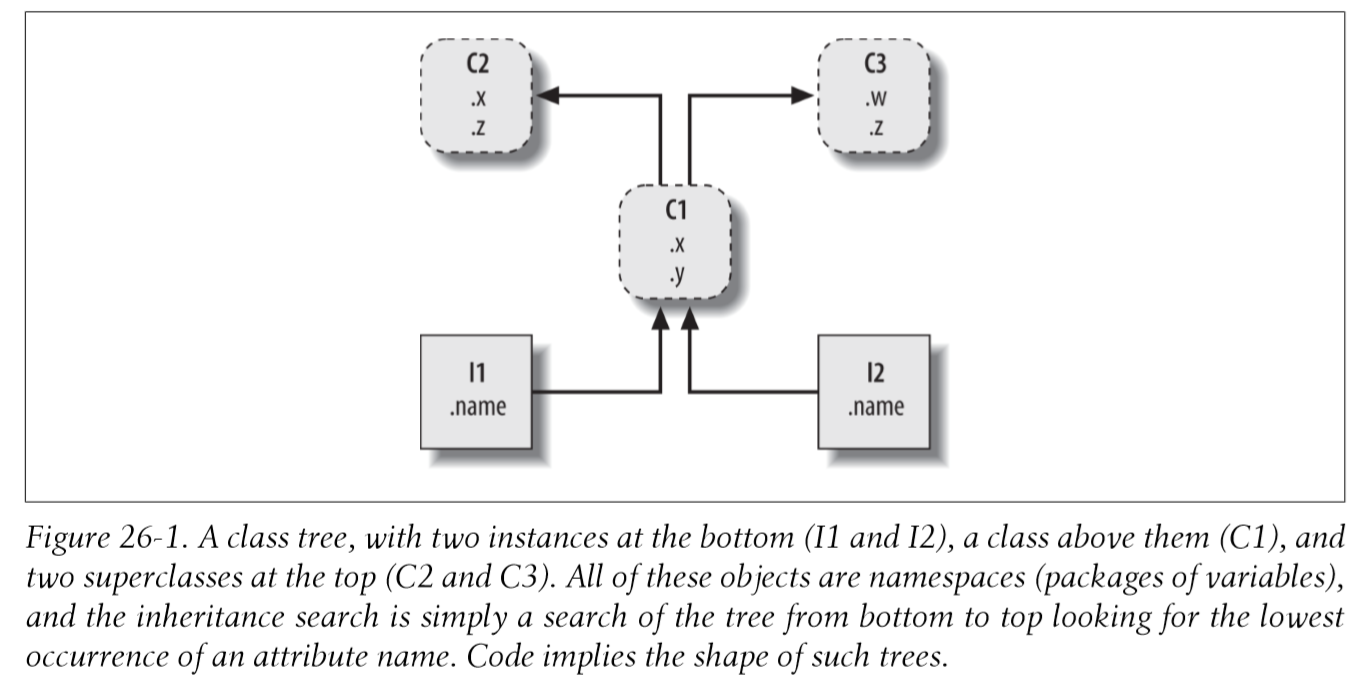 C2
.x
.z
C3
.w
.z
C1
.x
.y
I1
.name
I2
.name
Figure 26-1. A class tree, with two instances at the bottom (I1 and I2), a class above them (C1), and
two superclasses at the top (C2 and C3). All of these objects are namespaces (packages of variables),
and the inheritance search is simply a search of the tree from bottom to top looking for the lowest
occurrence of an attribute name. Code implies the shape of such trees.